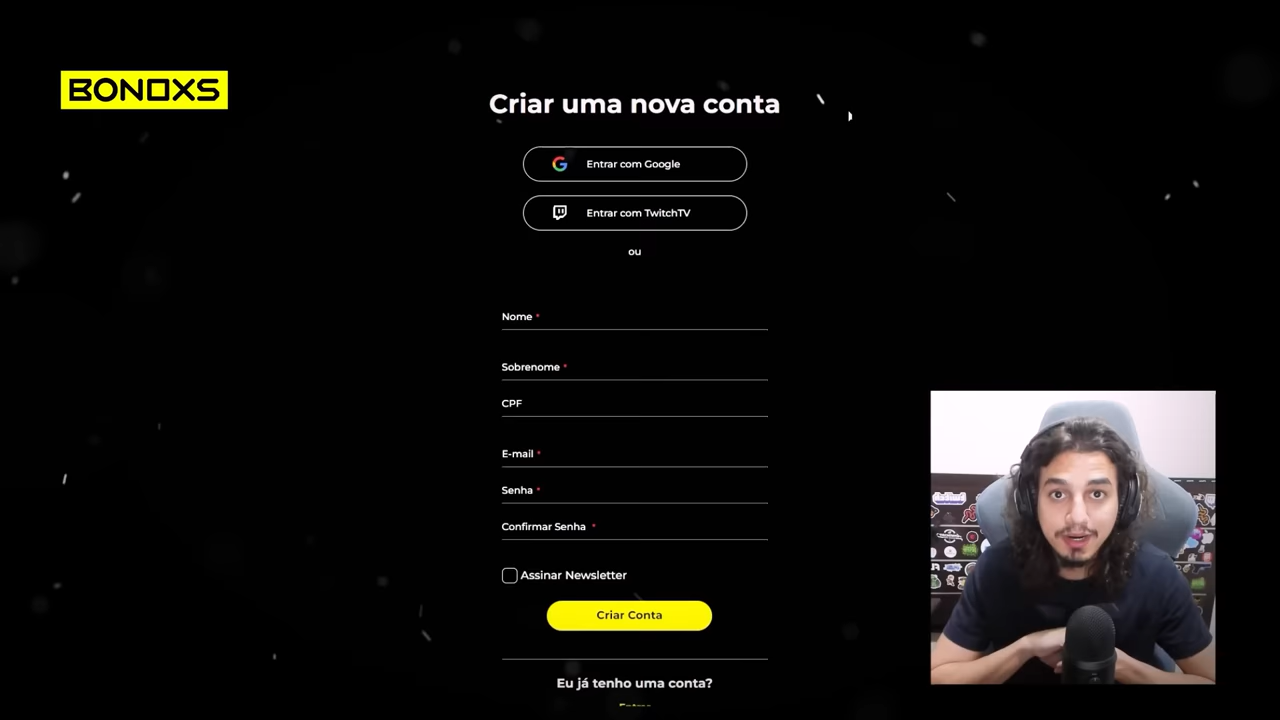 BONOXS
Criar uma nova conta
Entrar com Google
Entrar com TwitchTV
ou
Nome *
Sobrenome *
CPF
E-mail *
Senha *
Confirmar Senha *
Assinar Newsletter
Criar Conta
Eu já tenho uma conta?